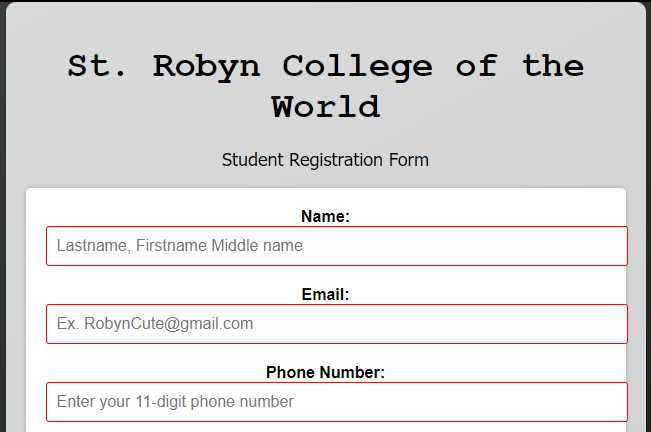 St. Robyn College of the
World
Student Registration Form
Name:
Lastname, Firstname Middle name
Email:
Ex. RobynCute@gmail.com
Phone Number:
Enter your 11-digit phone number